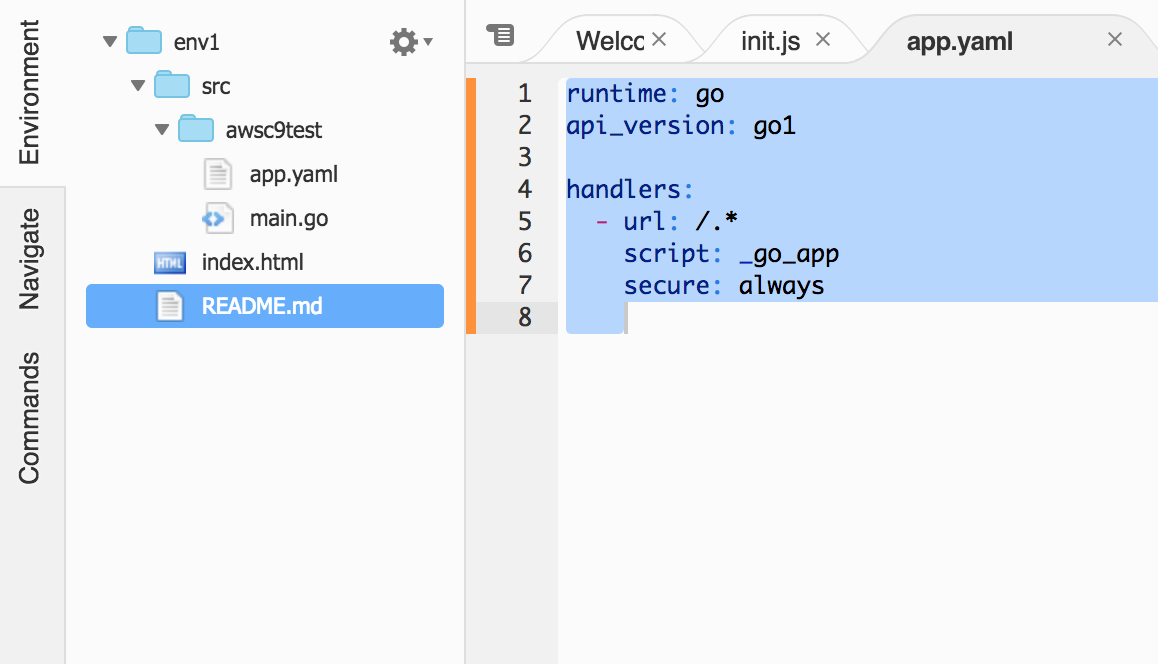 Environment
Navigate
Commands
env1
src
awsc9test
app.yaml
main.go
HTML index.html
README.md
Welcc init.js app.yaml
1 runtime: go
2 api_version: go1
3
4 handlers:
5 - url: /.*
6 script: _go_app
7 secure: always
8